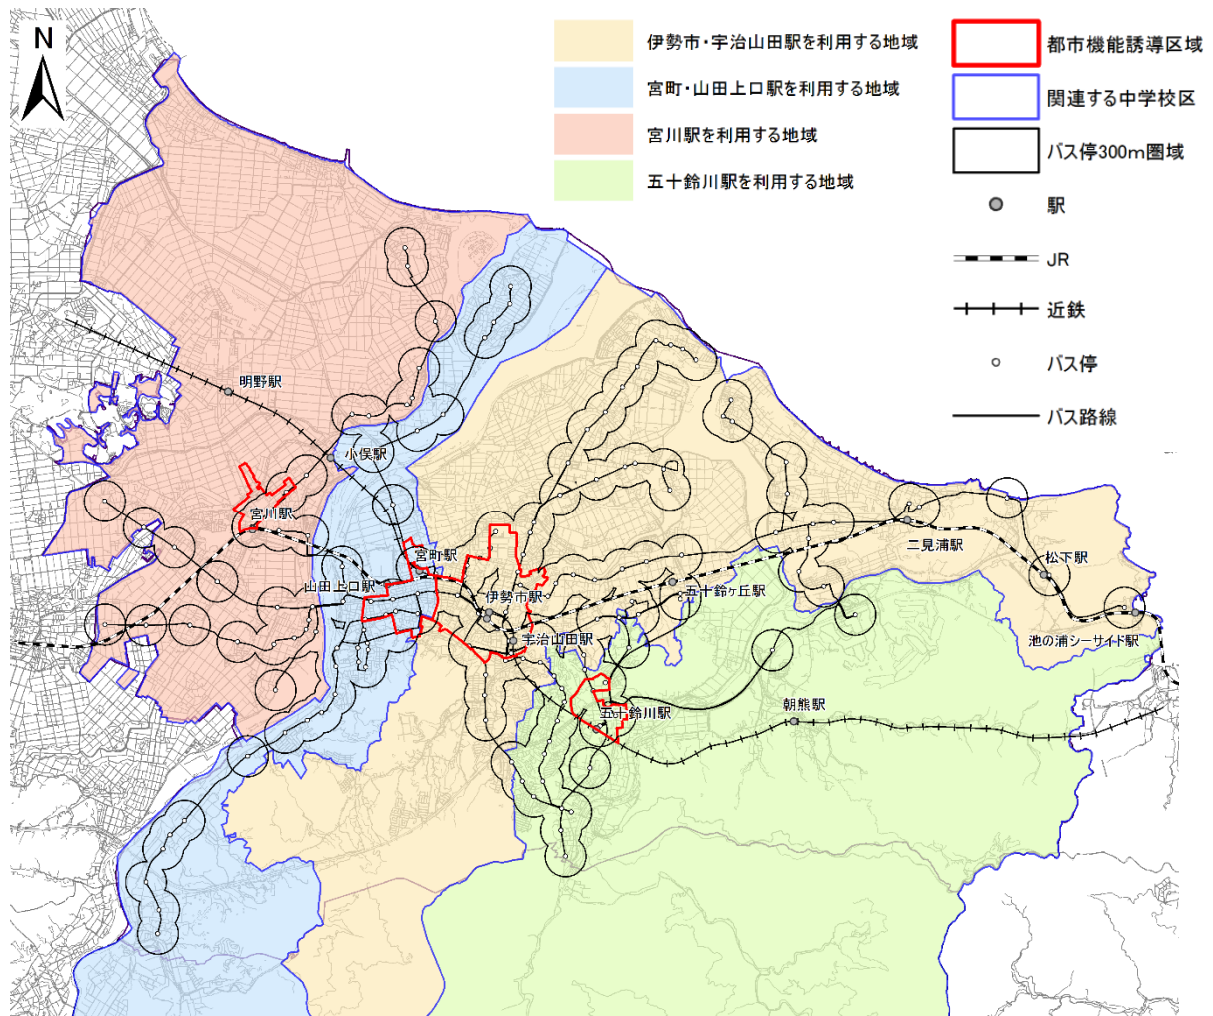 N
伊勢市・宇治山田駅を利用する地域
宮町・山田上口駅を利用する地域
宮川駅を利用する地域
五十鈴川駅を利用する地域
都市機能誘導区域
関連する中学校区
バス停300m圏域
駅
JR
近鉄
バス停
バス路線
明野駅
小俣駅
宮川駅
宮町駅
山田上口駅
伊勢市駅
宇治山田駅
五十鈴ヶ丘駅
二見浦駅
松下駅
池の浦シーサイド駅
五十鈴川駅
朝熊駅